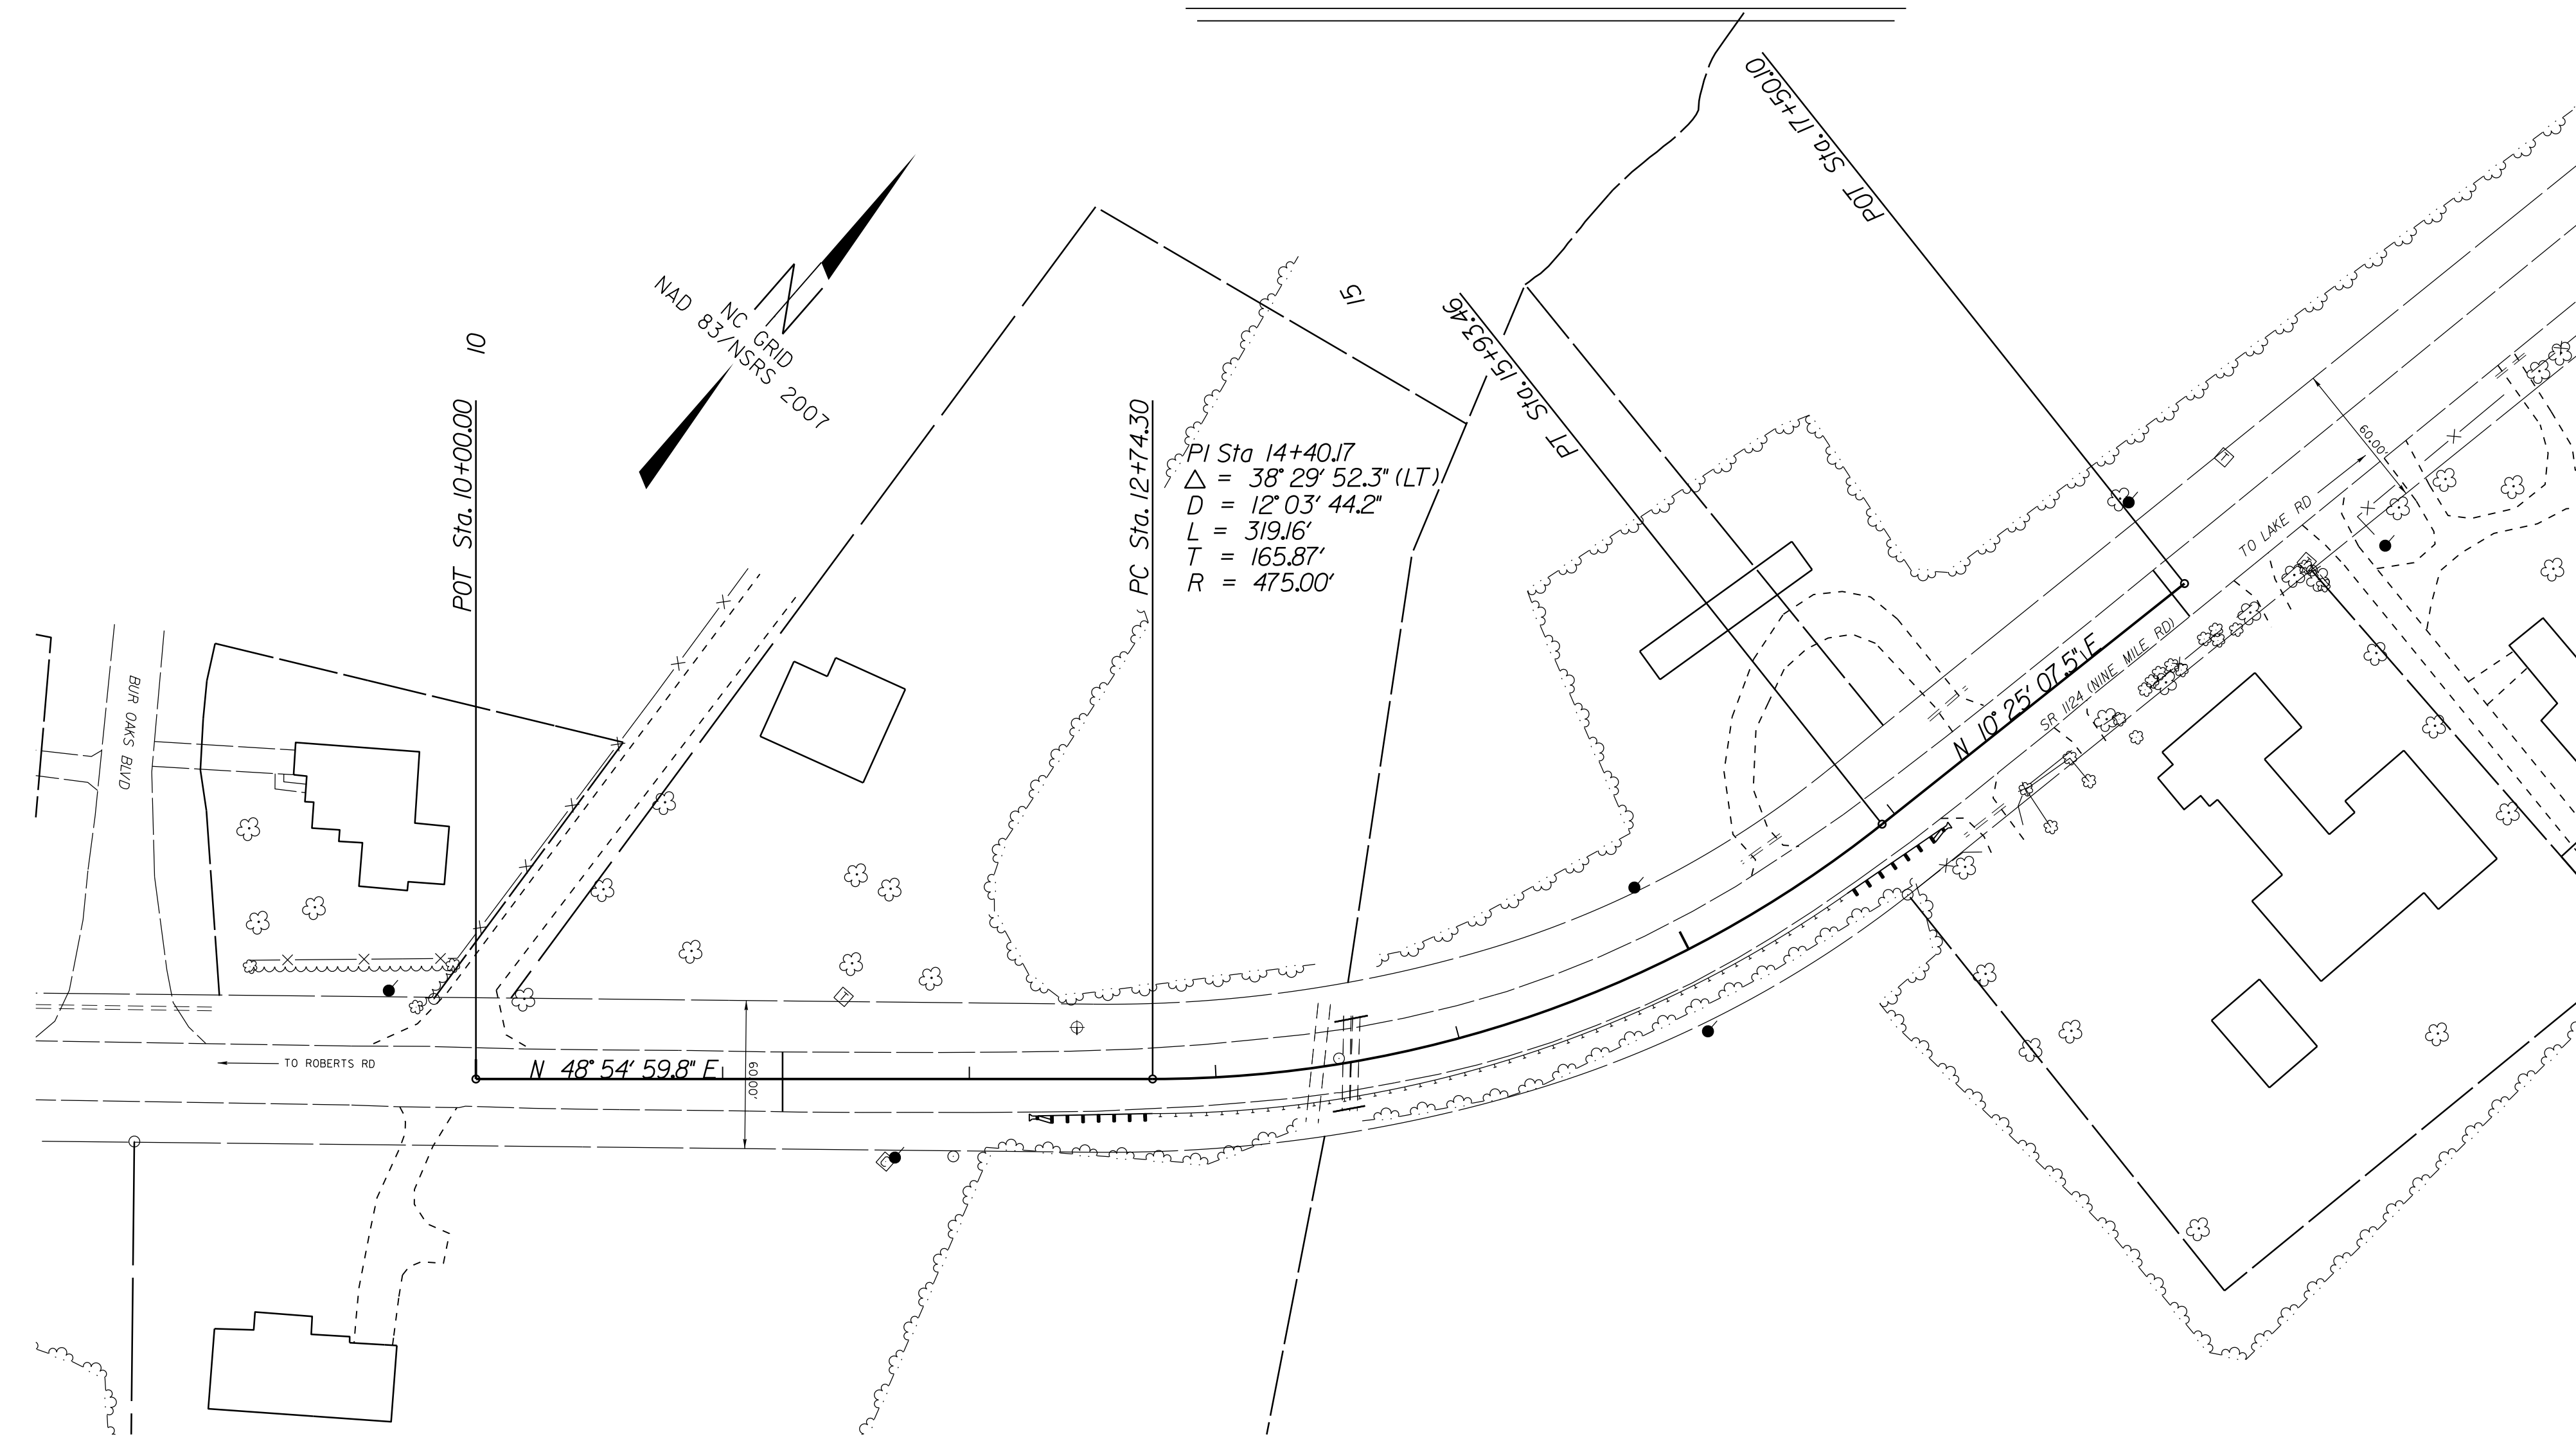 POT Sta. 17+50.10
NC GRID
NAD 83/NSRS 2007
15
PT Sta. 15+93.46
10
POT Sta. 10+00.00
PC Sta. 12+74.30
PI Sta 14+40.17
△ = 38° 29' 52.3" (LT)
D = 12° 03' 44.2"
L = 319.16'
T = 165.87'
R = 475.00'
60.00'
T
TO LAKE RD
BUR OAKS BLVD
N 10° 25' 07.5" E
SR 1124 (NINE MILE RD)
T
TO ROBERTS RD
N 48° 54' 59.8" E
60.00'